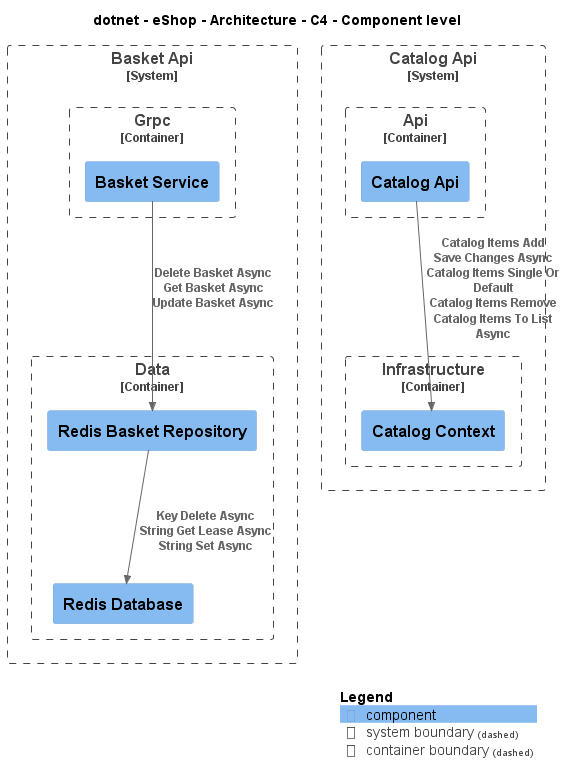 dotnet - eShop - Architecture - C4 - Component level
Basket Api
[System]
Grpc
[Container]
Basket Service
Delete Basket Async
Get Basket Async
Update Basket Async
Data
[Container]
Redis Basket Repository
Key Delete Async
String Get Lease Async
String Set Async
Redis Database
Catalog Api
[System]
Api
[Container]
Catalog Api
Catalog Items Add
Save Changes Async
Catalog Items Single Or
Default
Catalog Items Remove
Catalog Items To List
Async
Infrastructure
[Container]
Catalog Context
Legend
component
system boundary (dashed)
container boundary (dashed)